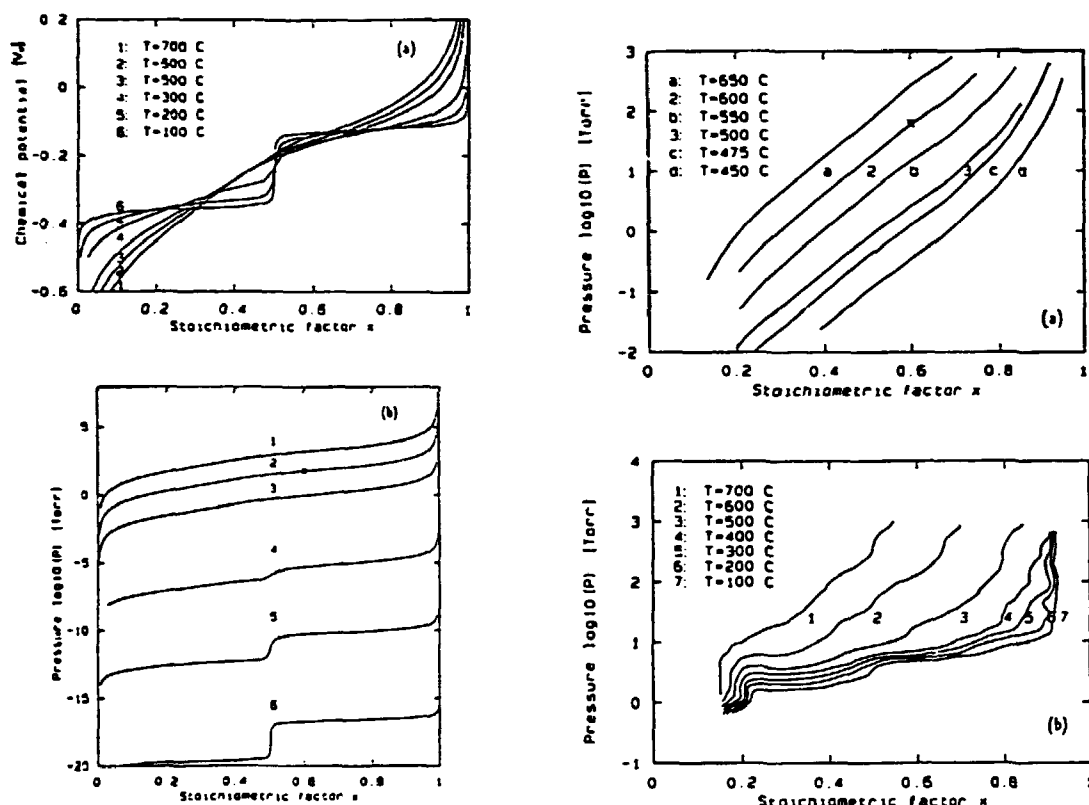 (a)
1: T=700 C
2: T=600 C
3: T=500 C
4: T=300 C
5: T=200 C
6: T=100 C
Chemical potential
0.2
0
-0.2
-0.4
-0.6
6
4
4
3
0 0.2 0.4 0.6 0.8 1
Stoichiometric factor x
(b)
1
2
3
4
5
6
Pressure log10(P) (Torr)
5
0
-5
-10
-15
-20
0 0.2 0.4 0.6 0.8 1
Stoichiometric factor x
a: T=650 C
2: T=600 C
b: T=550 C
3: T=500 C
c: T=475 C
d: T=450 C
a 2 b 3 c d
(a)
Pressure log10(P) (Torr)
3
2
1
0
-1
-2
0 0.2 0.4 0.6 0.8 1
Stoichiometric factor x
1: T=700 C
2: T=600 C
3: T=500 C
4: T=400 C
5: T=300 C
6: T=200 C
7: T=100 C
1 2 3 4 5 6 7
(b)
Pressure log10(P) (Torr)
4
3
2
1
0
-1
0 0.2 0.4 0.6 0.8 1
Stoichiometric factor x